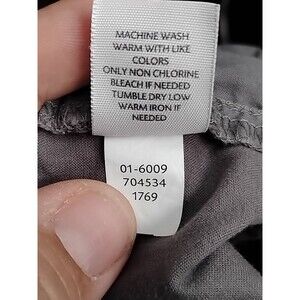 MACHINE WASH
WARM WITH LIKE
COLORS
ONLY NON CHLORINE
BLEACH IF NEEDED
TUMBLE DRY LOW
WARM IRON IF
NEEDED
01-6009
704534
1769